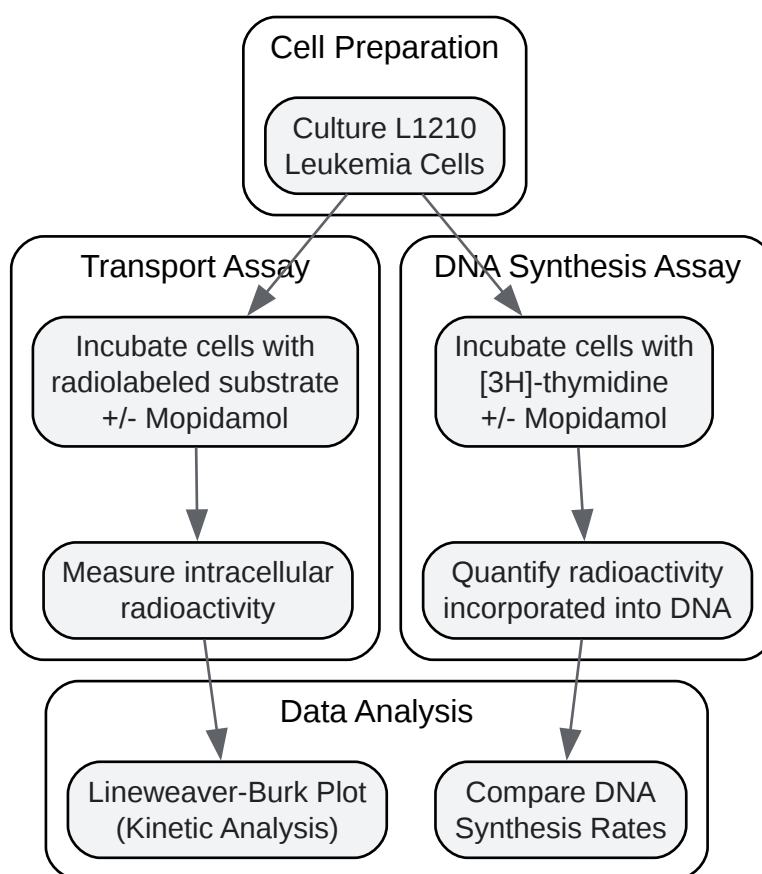 Cell Preparation
Culture L1210
Leukemia Cells
Transport Assay
Incubate cells with
radiolabeled substrate
+/- Mopidamol
Measure intracellular
radioactivity
DNA Synthesis Assay
Incubate cells with
[3H]-thymidine
+/- Mopidamol
Quantify radioactivity
incorporated into DNA
Data Analysis
Lineweaver-Burk Plot
(Kinetic Analysis)
Compare DNA
Synthesis Rates